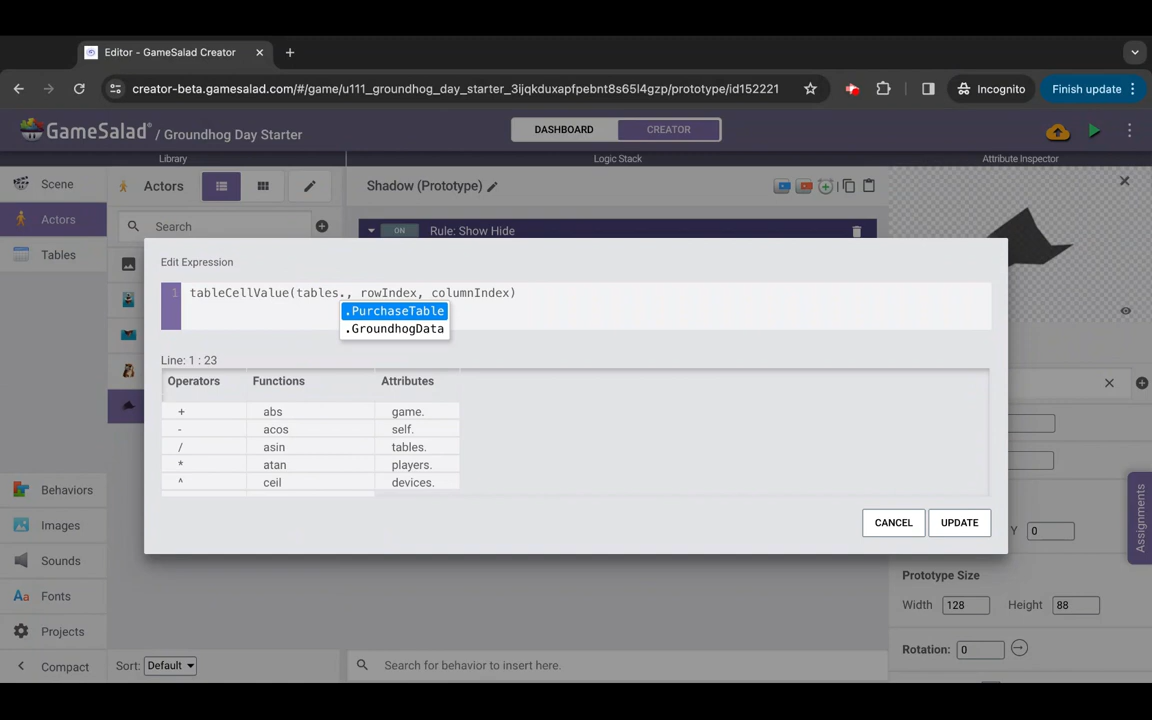 Editor - GameSalad Creator
creator-beta.gamesalad.com/#/game/u111_groundhog_day_starter_3ijqkduxapfpebnt8s65l4gzp/prototype/id152221
Incognito
Finish update
GameSalad® / Groundhog Day Starter
DASHBOARD
CREATOR
Library
Logic Stack
Attribute Inspector
Scene
Actors
Tables
Actors
Search
Shadow (Prototype)
ON
Rule: Show Hide
Edit Expression
1 tableCellValue(tables., rowIndex, columnIndex)
.PurchaseTable
.GroundhogData
Line: 1 : 23
Operators Functions Attributes
+ abs game.
- acos self.
/ asin tables.
* atan players.
^ ceil devices.
CANCEL
UPDATE
Assignments
Y 0
Prototype Size
Width 128 Height 88
Rotation: 0
Behaviors
Images
Sounds
Aa Fonts
Projects
Compact
Sort: Default
Search for behavior to insert here.